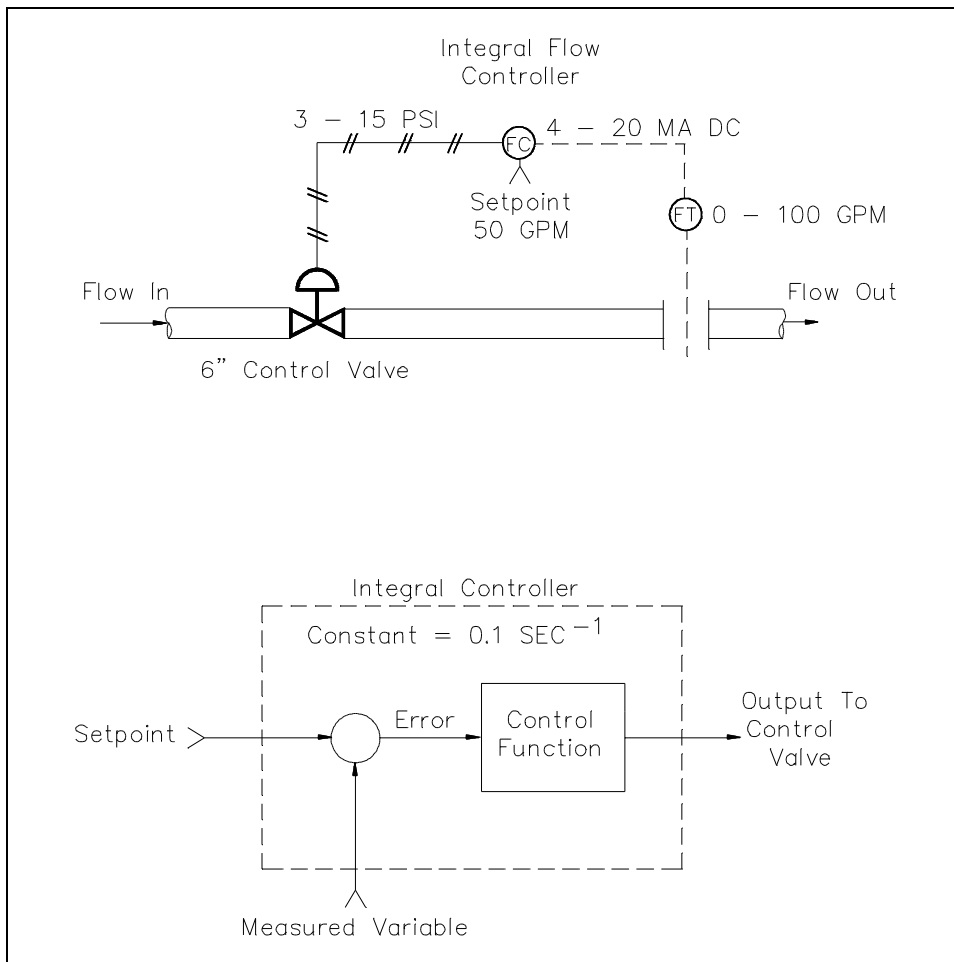 Integral Flow
Controller
3 - 15 PSI
FC
4 - 20 MA DC
Setpoint
50 GPM
FT
0 - 100 GPM
Flow In
Flow Out
6" Control Valve
Integral Controller
Constant = 0.1 SEC⁻¹
Setpoint
Error
Control
Function
Output To
Control
Valve
Measured Variable